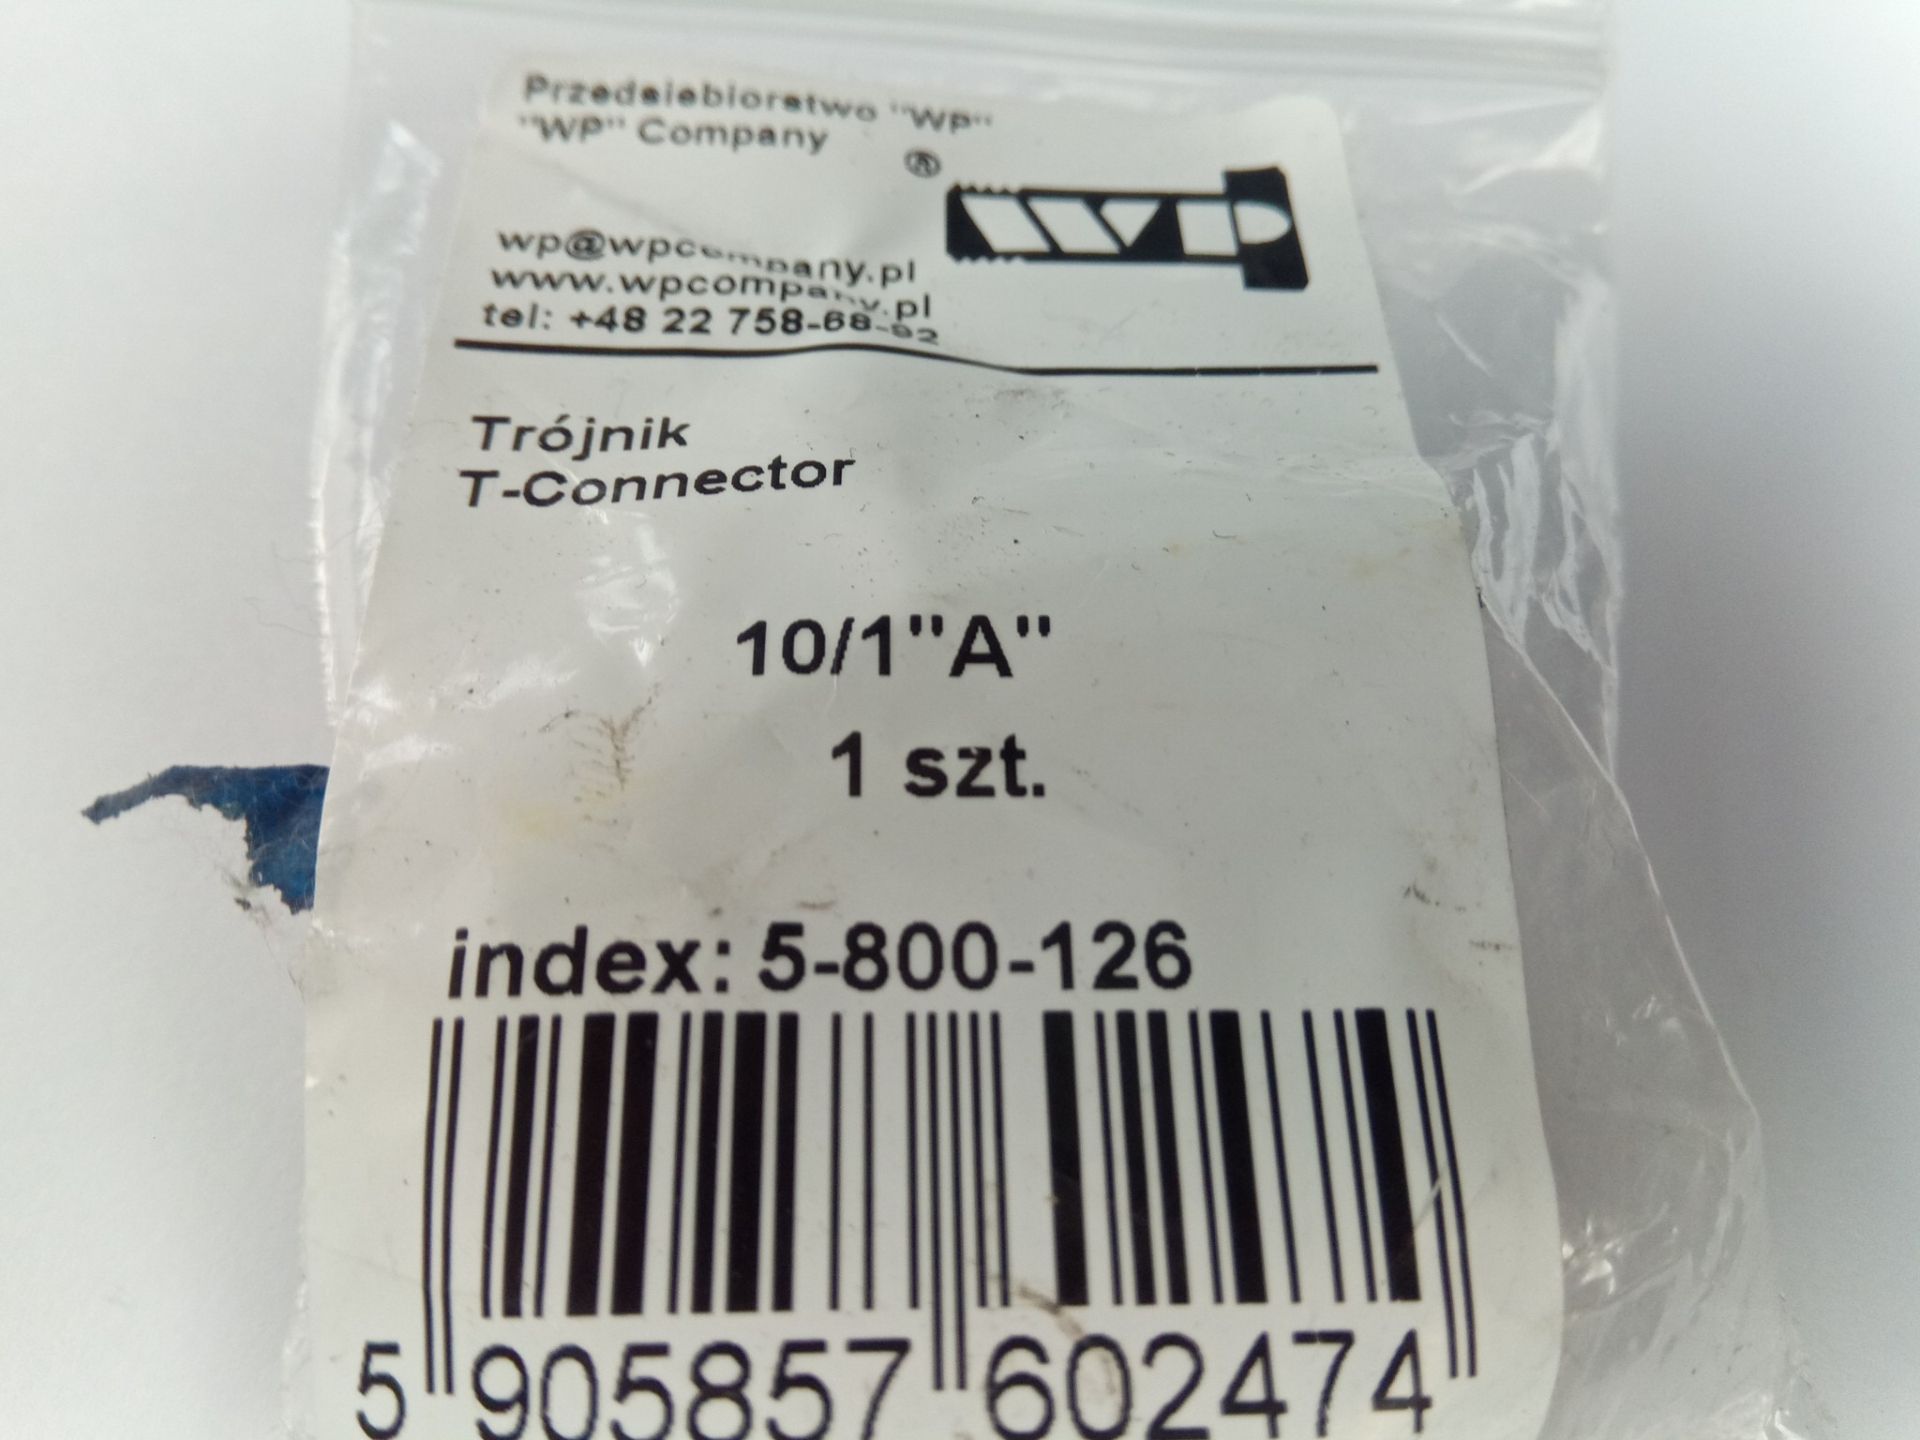 Przedsiebiorstwo "WP"
"WP" Company
®
WP
wp@wpcompany.pl
www.wpcompany.pl
tel: +48 22 758-68-92
Trójnik
T-Connector
10/1"A"
1 szt.
index: 5-800-126
5 905857 602474